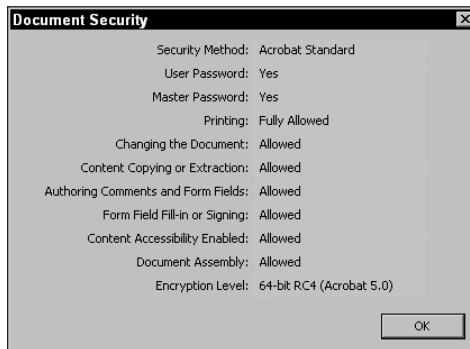 Document Security
Security Method: Acrobat Standard
User Password: Yes
Master Password: Yes
Printing: Fully Allowed
Changing the Document: Allowed
Content Copying or Extraction: Allowed
Authoring Comments and Form Fields: Allowed
Form Field Fill-in or Signing: Allowed
Content Accessibility Enabled: Allowed
Document Assembly: Allowed
Encryption Level: 64-bit RC4 (Acrobat 5.0)
OK